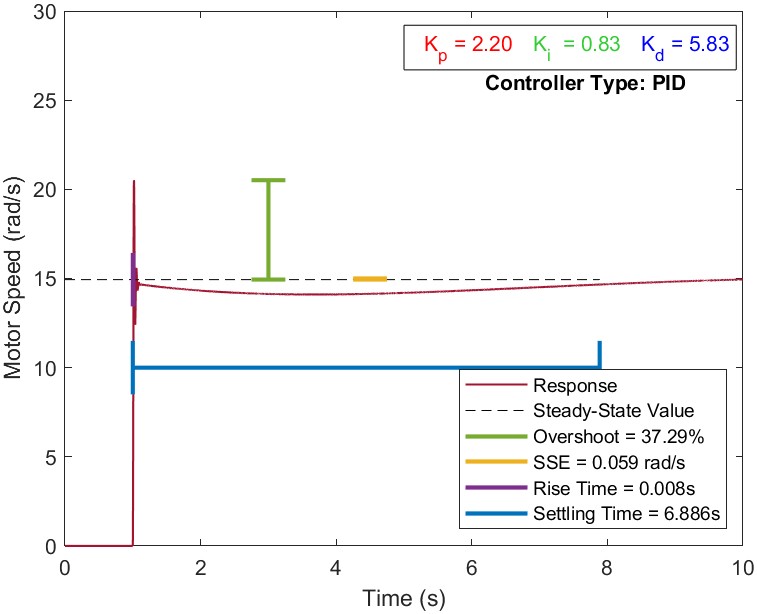 30
25
20
15
10
5
0
Motor Speed (rad/s)
Kp = 2.20 Ki = 0.83 Kd = 5.83
Controller Type: PID
Response
Steady-State Value
Overshoot = 37.29%
SSE = 0.059 rad/s
Rise Time = 0.008s
Settling Time = 6.886s
0 2 4 6 8 10
Time (s)